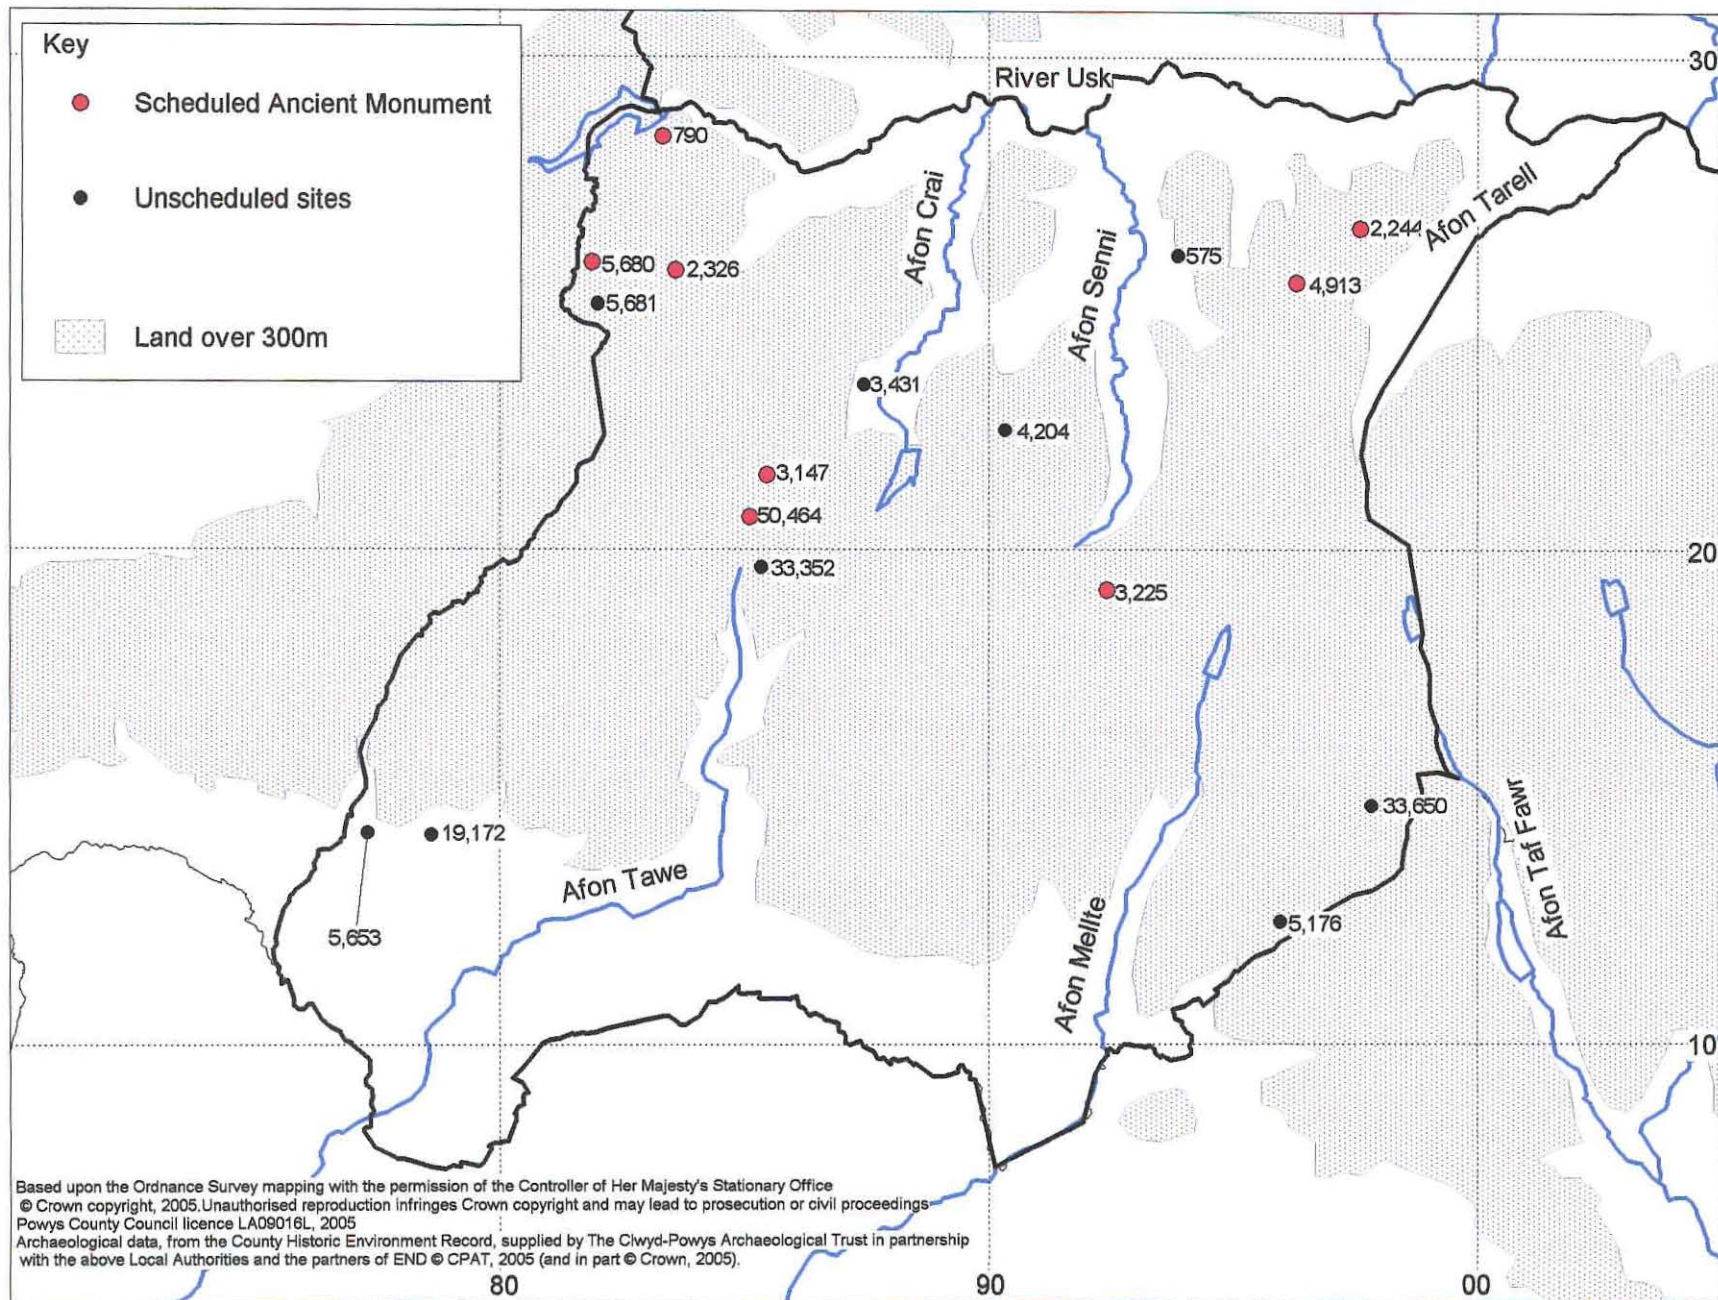 Key
Scheduled Ancient Monument
Unscheduled sites
Land over 300m
River Usk
30
790
Afon Crai
Afon Senni
Afon Tarell
2,244
575
5,680
2,326
4,913
5,681
3,431
4,204
3,147
50,464
20
33,352
3,225
33,650
19,172
Afon Tawe
Afon Taf Fawr
5,653
5,176
Afon Mellte
10
Based upon the Ordnance Survey mapping with the permission of the Controller of Her Majesty's Stationary Office
© Crown copyright, 2005.Unauthorised reproduction infringes Crown copyright and may lead to prosecution or civil proceedings
Powys County Council licence LA09016L, 2005
Archaeological data, from the County Historic Environment Record, supplied by The Clwyd-Powys Archaeological Trust in partnership
with the above Local Authorities and the partners of END © CPAT, 2005 (and in part © Crown, 2005).
80
90
00